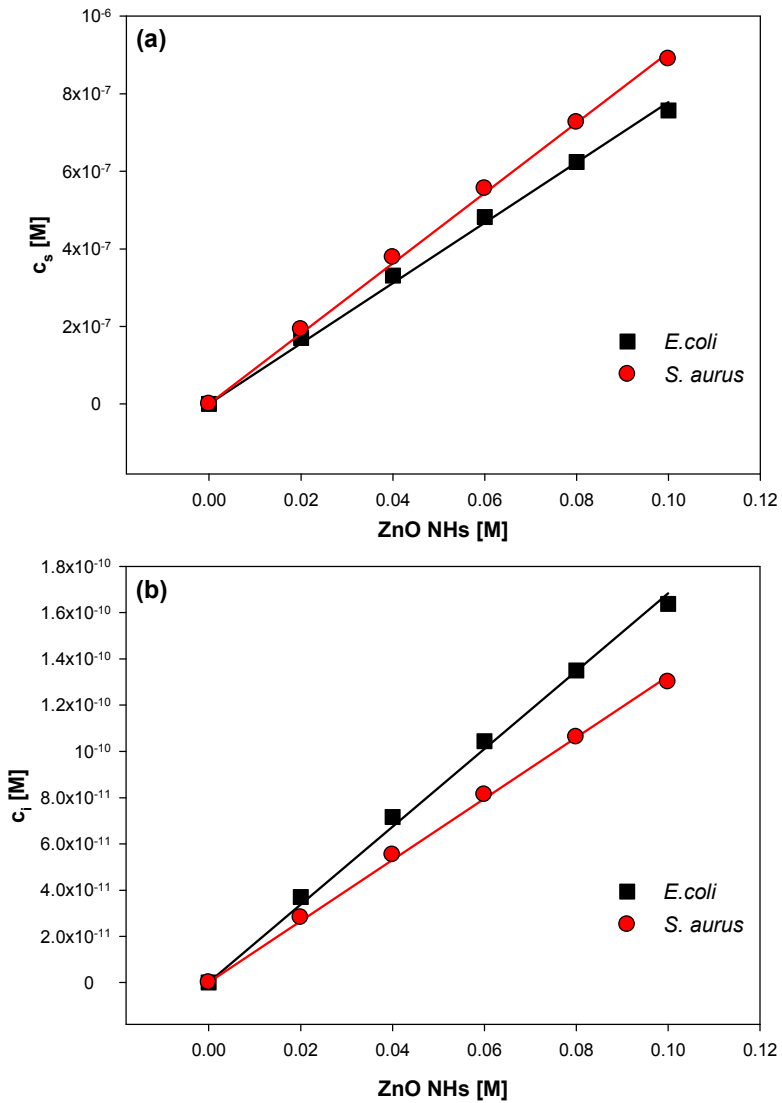 (a)
10⁻⁶
8x10⁻⁷
6x10⁻⁷
4x10⁻⁷
2x10⁻⁷
0
cₛ [M]
E.coli
S. aurus
0.00 0.02 0.04 0.06 0.08 0.10 0.12
ZnO NHs [M]
(b)
1.8x10⁻¹⁰
1.6x10⁻¹⁰
1.4x10⁻¹⁰
1.2x10⁻¹⁰
10⁻¹⁰
8.0x10⁻¹¹
6.0x10⁻¹¹
4.0x10⁻¹¹
2.0x10⁻¹¹
0
cᵢ [M]
E.coli
S. aurus
0.00 0.02 0.04 0.06 0.08 0.10 0.12
ZnO NHs [M]